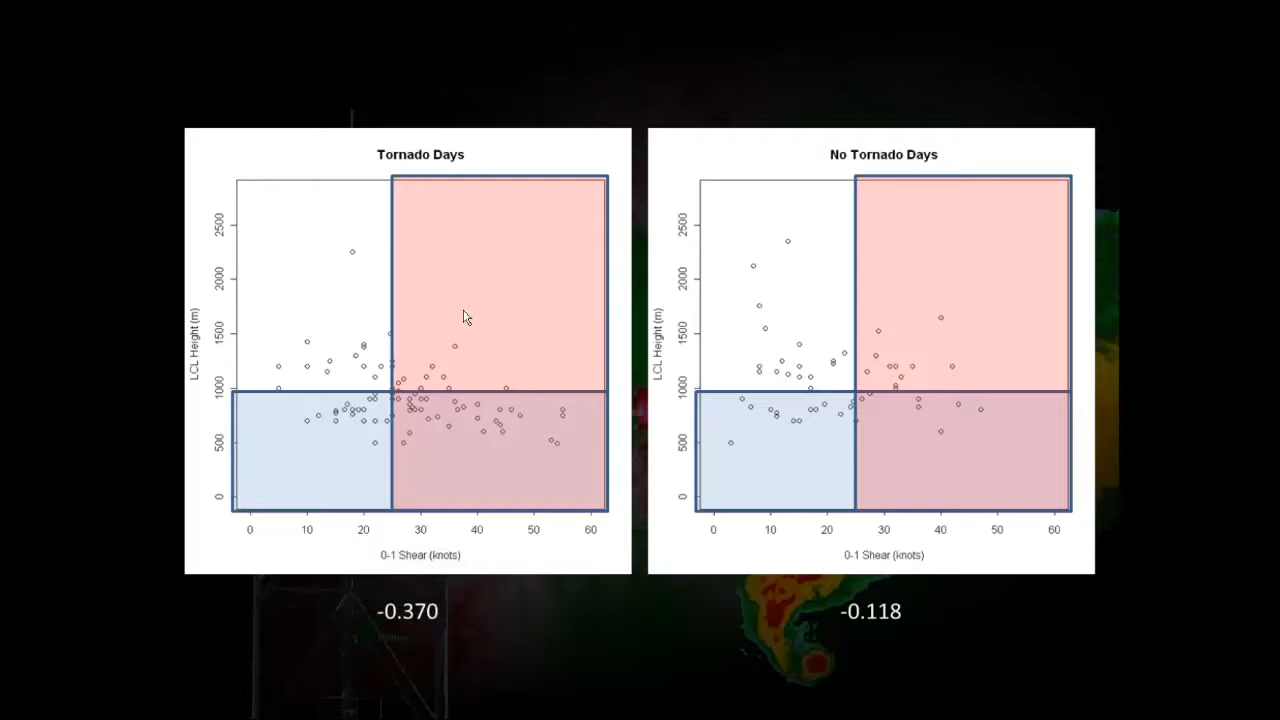 Tornado Days
2500
2000
1500
1000
500
0
LCL Height (m)
0 10 20 30 40 50 60
0-1 Shear (knots)
-0.370
No Tornado Days
2500
2000
1500
1000
500
0
LCL Height (m)
0 10 20 30 40 50 60
0-1 Shear (knots)
-0.118